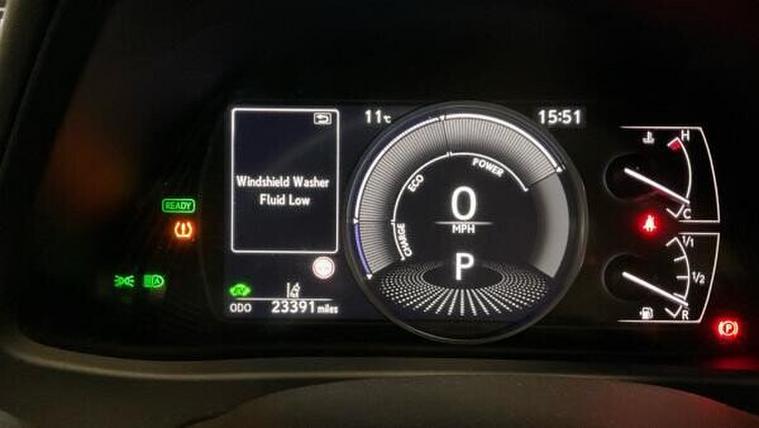 11℃
15:51
Windshield Washer
Fluid Low
ECO
POWER
CHARGE
0
MPH
P
READY
A
ODO 23391 miles
H
C
1/1
1/2
R
(P)